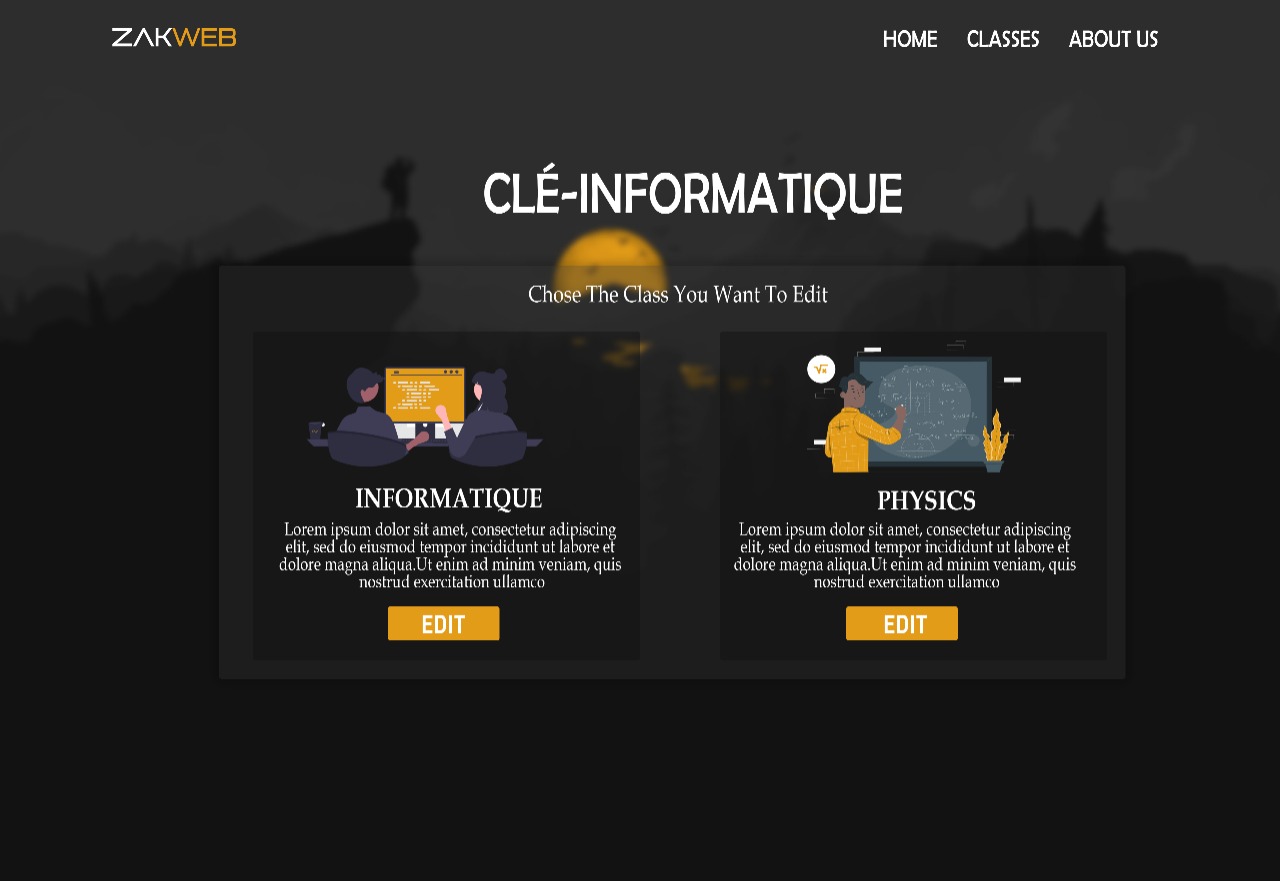 ZAKWEB
HOME CLASSES ABOUT US
CLÉ-INFORMATIQUE
Chose The Class You Want To Edit
INFORMATIQUE
Lorem ipsum dolor sit amet, consectetur adipiscing
elit, sed do eiusmod tempor incididunt ut labore et
dolore magna aliqua.Ut enim ad minim veniam, quis
nostrud exercitation ullamco
EDIT
PHYSICS
Lorem ipsum dolor sit amet, consectetur adipiscing
elit, sed do eiusmod tempor incididunt ut labore et
dolore magna aliqua.Ut enim ad minim veniam, quis
nostrud exercitation ullamco
EDIT